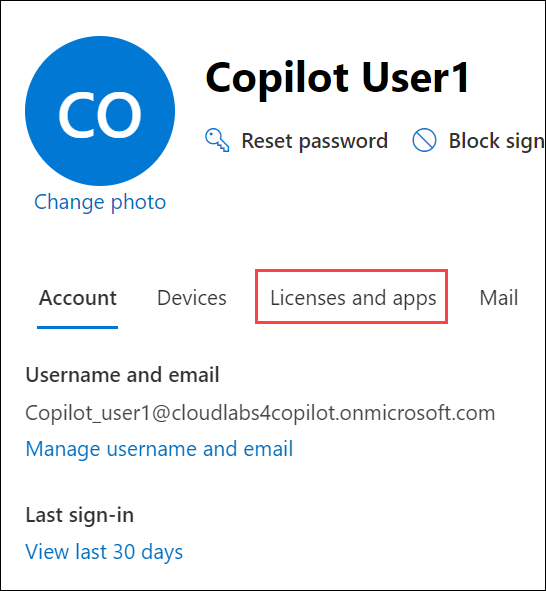 CO
Copilot User1
Reset password Block sign
Change photo
Account Devices Licenses and apps Mail
Username and email
Copilot_user1@cloudlabs4copilot.onmicrosoft.com
Manage username and email
Last sign-in
View last 30 days